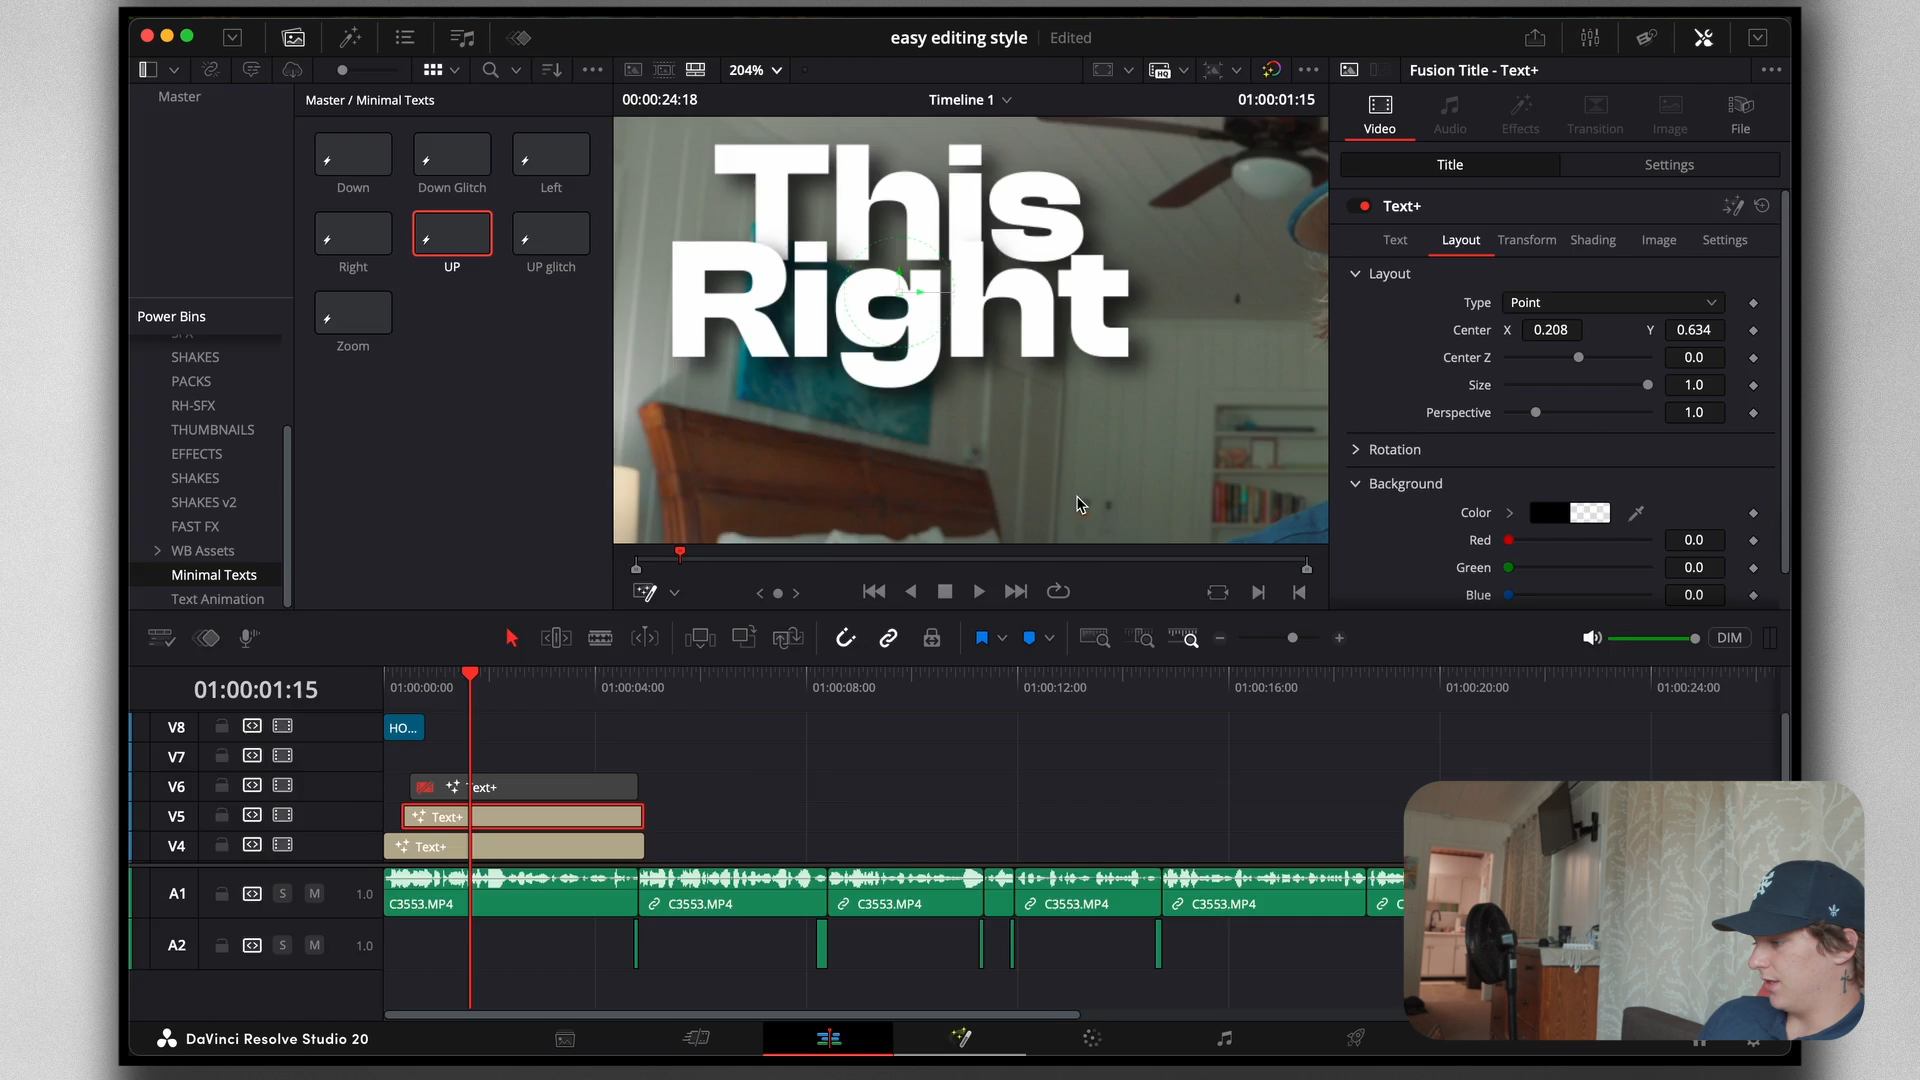 easy editing style Edited
204%
Fusion Title - Text+
Master
Master / Minimal Texts
00:00:24:18
Timeline 1
01:00:01:15
Video
Audio
Effects
Transition
Image
File
Title
Settings
Down
Down Glitch
Left
Right
UP
UP glitch
Zoom
This
Right
Text+
Text
Layout
Transform
Shading
Image
Settings
Layout
Type
Point
Center X 0.208 Y 0.634
Center Z 0.0
Size 1.0
Perspective 1.0
Rotation
Background
Color
Red 0.0
Green 0.0
Blue 0.0
Power Bins
SHAKES
PACKS
RH-SFX
THUMBNAILS
EFFECTS
SHAKES
SHAKES v2
FAST FX
WB Assets
Minimal Texts
Text Animation
DIM
01:00:01:15
01:00:00:00
01:00:04:00
01:00:08:00
01:00:12:00
01:00:16:00
01:00:20:00
01:00:24:00
V8
HO...
V7
V6
Text+
V5
Text+
V4
Text+
A1 S M 1.0
C3553.MP4
C3553.MP4
C3553.MP4
C3553.MP4
C3553.MP4
C
A2 S M 1.0
DaVinci Resolve Studio 20